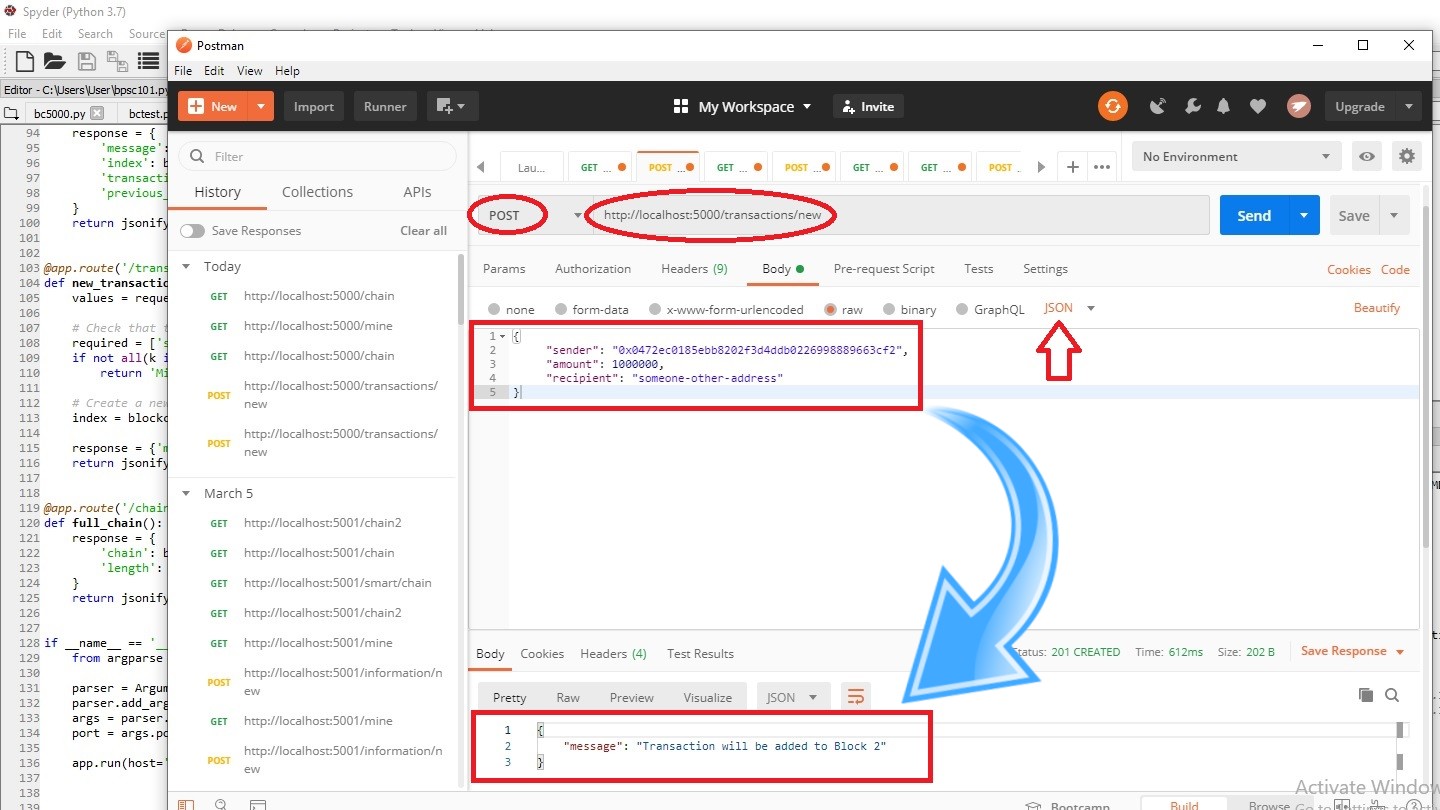 Spyder (Python 3.7)
File Edit Search Source
Postman
File Edit View Help
Editor - C:\Users\User\bpsc101.py
New Import Runner My Workspace Invite Upgrade
bc5000.py bctest.p
94 response = {
95 'message':
96 'index': b
97 'transacti
98 'previous_
99 }
100 return jsonify
101
102
103 @app.route('/trans
104 def new_transactio
105 values = reque
106
107 # Check that t
108 required = ['s
109 if not all(k i
110 return 'Mi
111
112 # Create a new
113 index = blockc
114
115 response = {'m
116 return jsonify
117
118
119 @app.route('/chain
120 def full_chain():
121 response = {
122 'chain': b
123 'length':
124 }
125 return jsonify
126
127
128 if __name__ == '__
129 from argparse
130
131 parser = Argum
132 parser.add_arg
133 args = parser.
134 port = args.po
135
136 app.run(host='
137
138
139
Filter
History Collections APIs
Save Responses Clear all
Today
GET http://localhost:5000/chain
GET http://localhost:5000/mine
GET http://localhost:5000/chain
POST http://localhost:5000/transactions/
new
POST http://localhost:5000/transactions/
new
March 5
GET http://localhost:5001/chain2
GET http://localhost:5001/chain
GET http://localhost:5001/smart/chain
GET http://localhost:5001/chain2
GET http://localhost:5001/mine
POST http://localhost:5001/information/n
ew
GET http://localhost:5001/mine
POST http://localhost:5001/information/n
ew
Lau... GET ... POST ... GET ... POST ... GET ... GET ... POST . No Environment
POST http://localhost:5000/transactions/new Send Save
Params Authorization Headers (9) Body Pre-request Script Tests Settings Cookies Code
none form-data x-www-form-urlencoded raw binary GraphQL JSON Beautify
1 {
2 "sender": "0x0472ec0185ebb8202f3d4ddb0226998889663cf2",
3 "amount": 1000000,
4 "recipient": "someone-other-address"
5 }
Body Cookies Headers (4) Test Results Status: 201 CREATED Time: 612ms Size: 202 B Save Response
Pretty Raw Preview Visualize JSON
1 {
2 "message": "Transaction will be added to Block 2"
3 }
Activate Window
Bootcamp Build Browse